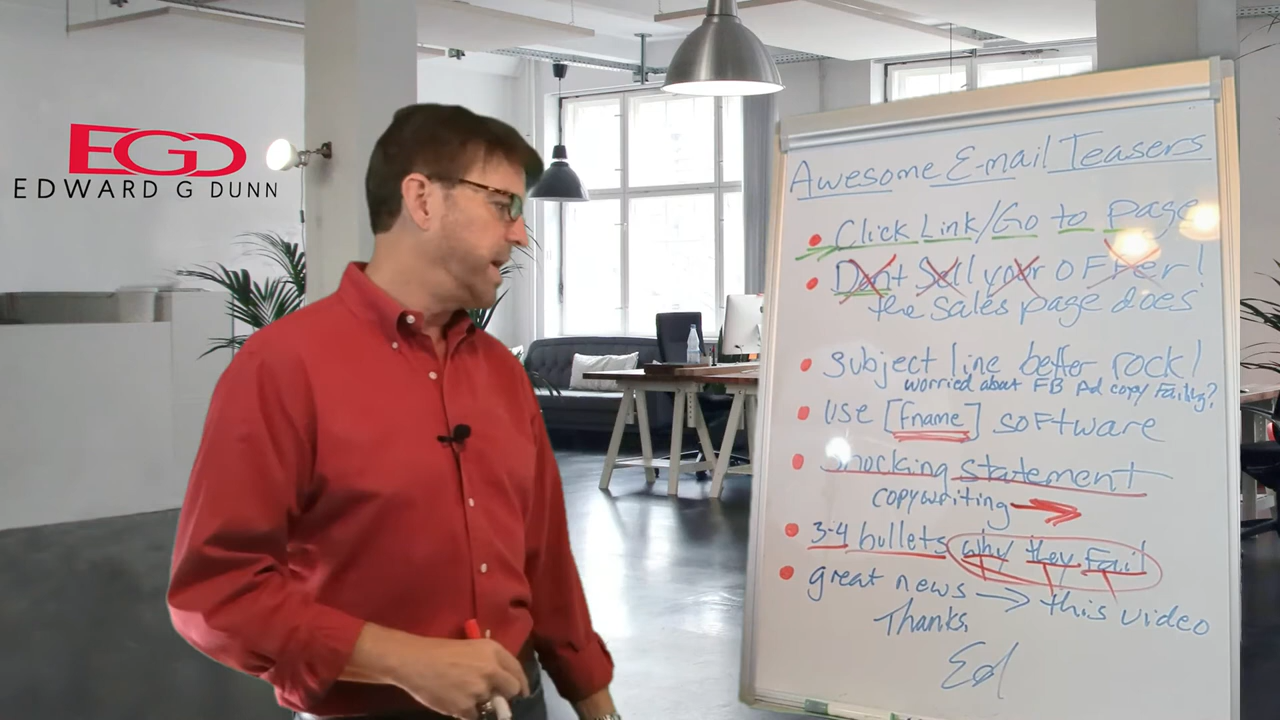 EGD
EDWARD G DUNN
Awesome E-mail Teasers
Click Link/Go to page
Don't Sell your offer!
the sales page does
Subject line better rock!
worried about FB Ad copy Failing?
USE [fname] software
Shocking statement
copywriting
3-4 bullets why they Fail
great news → this video
Thanks
Ed